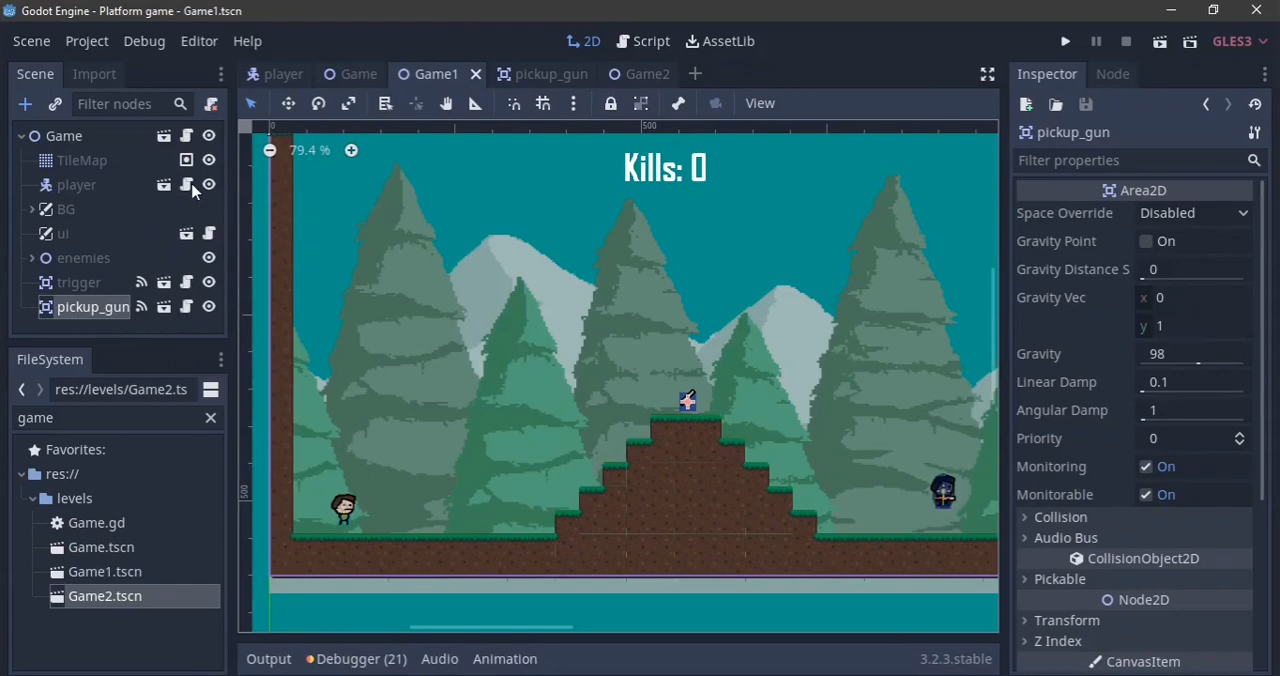 Godot Engine - Platform game - Game1.tscn
Scene Project Debug Editor Help
2D Script AssetLib
GLES3
Scene Import
Filter nodes
Game
TileMap
player
BG
ui
enemies
trigger
pickup_gun
FileSystem
res://levels/Game2.ts
game
Favorites:
res://
levels
Game.gd
Game.tscn
Game1.tscn
Game2.tscn
player Game Game1 pickup_gun Game2
View
0 500
500
79.4 %
Kills: 0
Output Debugger (21) Audio Animation 3.2.3.stable
Inspector Node
pickup_gun
Filter properties
Area2D
Space Override Disabled
Gravity Point On
Gravity Distance S 0
Gravity Vec x 0
y 1
Gravity 98
Linear Damp 0.1
Angular Damp 1
Priority 0
Monitoring On
Monitorable On
Collision
Audio Bus
CollisionObject2D
Pickable
Node2D
Transform
Z Index
CanvasItem